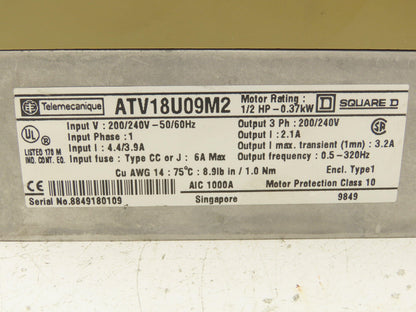 Telemecanique ATV18U09M2 Motor Rating : 1/2 HP - 0.37kW SQUARE D
Input V : 200/240V - 50/60Hz
Input Phase : 1
Input I : 4.4/3.9A
Input fuse : Type CC or J : 6A Max
Output 3 Ph : 200/240V
Output I : 2.1A
Output I max. transient (1mn) : 3.2A
Output frequency : 0.5-320Hz
UL
LISTED 170 M
IND. CONT. EQ.
SA
Encl. Type1
Cu AWG 14 : 75°C : 8.9lb in / 1.0 Nm
CE
AIC 1000A
Motor Protection Class 10
Serial No.8849180109 Singapore 9849